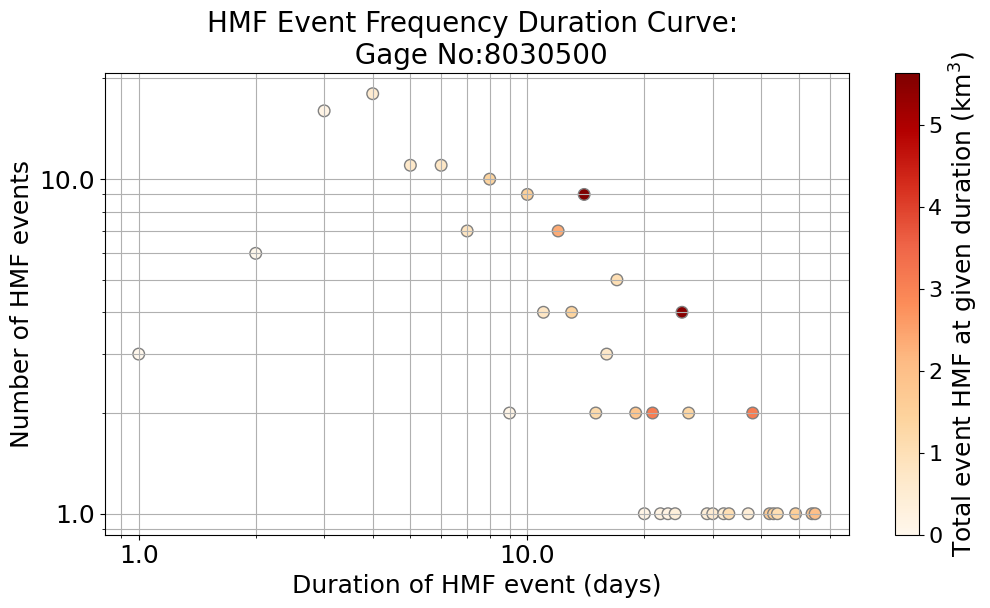 HMF Event Frequency Duration Curve:
Gage No:8030500
Number of HMF events
10.0
1.0
1.0
10.0
Duration of HMF event (days)
5
4
3
2
1
0
Total event HMF at given duration (km³)